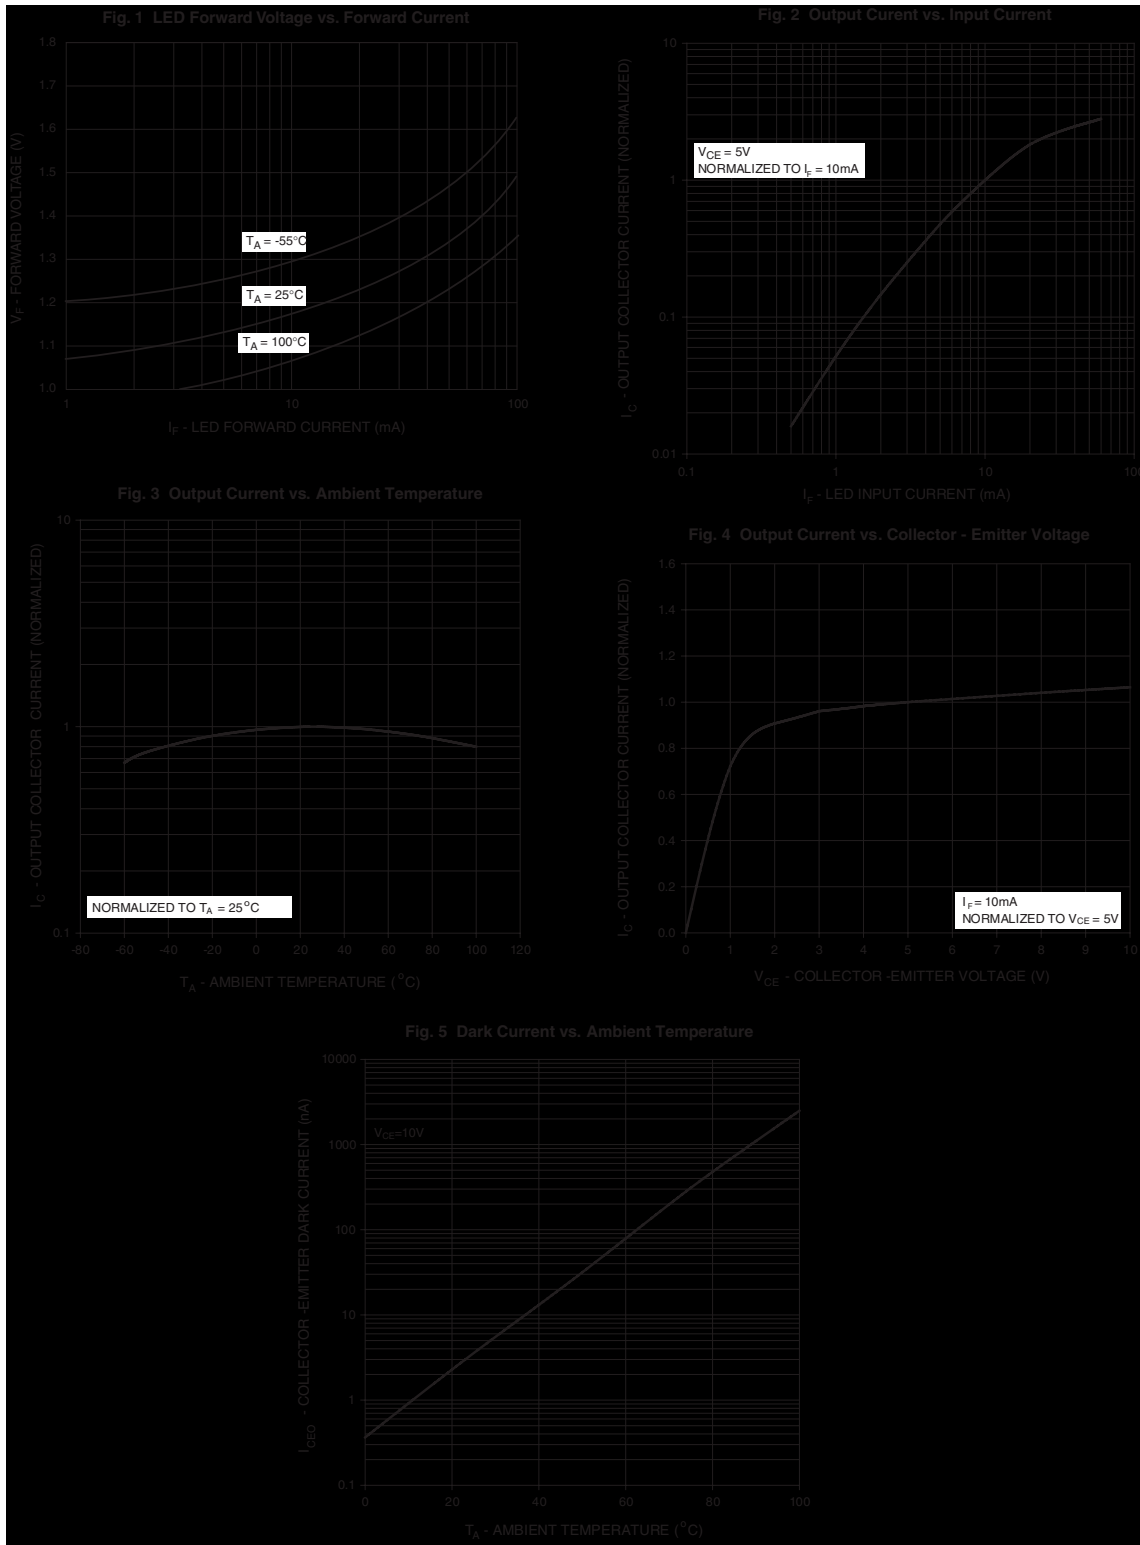 Fig. 1 LED Forward Voltage vs. Forward Current
1.8
1.7
1.6
1.5
1.4
1.3
1.2
1.1
1.0
VF - FORWARD VOLTAGE (V)
TA = -55°C
TA = 25°C
TA = 100°C
1
10
100
IF - LED FORWARD CURRENT (mA)
Fig. 2 Output Curent vs. Input Current
10
1
0.1
0.01
IC - OUTPUT COLLECTOR CURRENT (NORMALIZED)
VCE = 5V
NORMALIZED TO IF = 10mA
0.1
1
10
100
IF - LED INPUT CURRENT (mA)
Fig. 3 Output Current vs. Ambient Temperature
10
1
0.1
IC - OUTPUT COLLECTOR CURRENT (NORMALIZED)
NORMALIZED TO TA = 25°C
-80 -60 -40 -20 0 20 40 60 80 100 120
TA - AMBIENT TEMPERATURE (°C)
Fig. 4 Output Current vs. Collector - Emitter Voltage
1.6
1.4
1.2
1.0
0.8
0.6
0.4
0.2
0.0
IC - OUTPUT COLLECTOR CURRENT (NORMALIZED)
IF = 10mA
NORMALIZED TO VCE = 5V
0 1 2 3 4 5 6 7 8 9 10
VCE - COLLECTOR -EMITTER VOLTAGE (V)
Fig. 5 Dark Current vs. Ambient Temperature
10000
1000
100
10
1
0.1
ICEO - COLLECTOR -EMITTER DARK CURRENT (nA)
VCE=10V
0 20 40 60 80 100
TA - AMBIENT TEMPERATURE (°C)